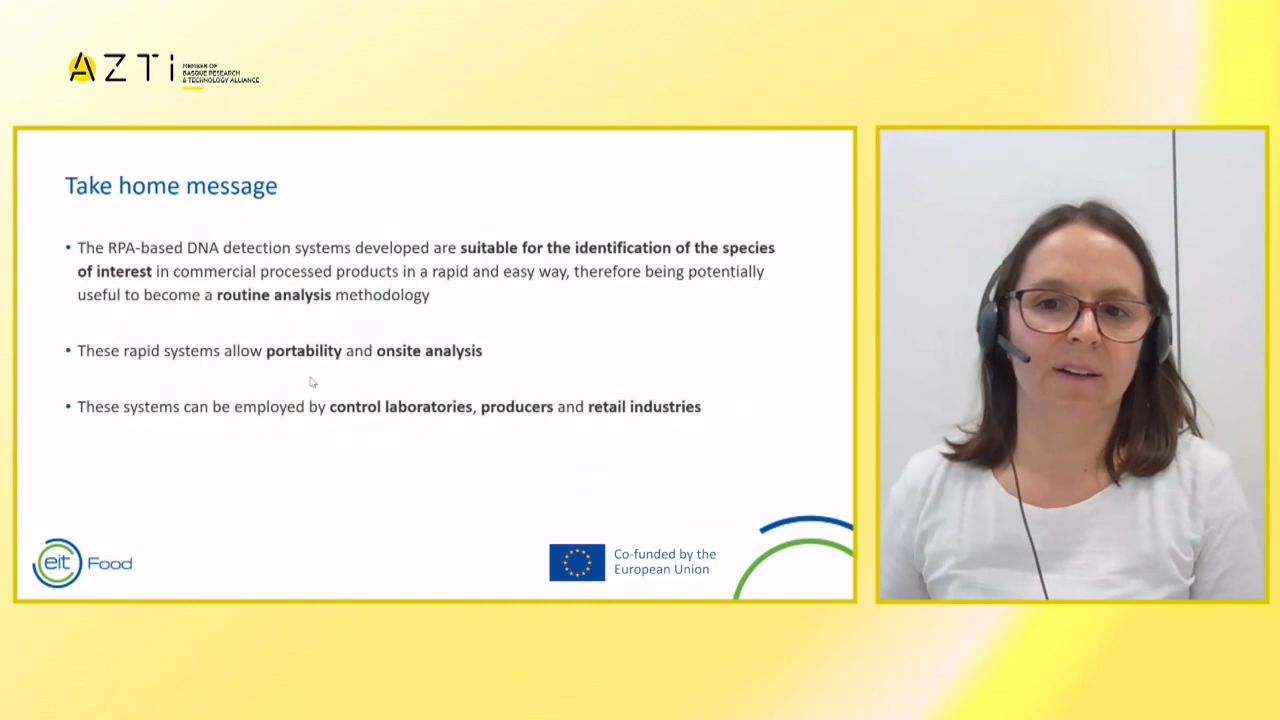 AZTi
MEMBER OF
BASQUE RESEARCH
& TECHNOLOGY ALLIANCE
Take home message
• The RPA-based DNA detection systems developed are suitable for the identification of the species
of interest in commercial processed products in a rapid and easy way, therefore being potentially
useful to become a routine analysis methodology
• These rapid systems allow portability and onsite analysis
• These systems can be employed by control laboratories, producers and retail industries
eit Food
Co-funded by the
European Union